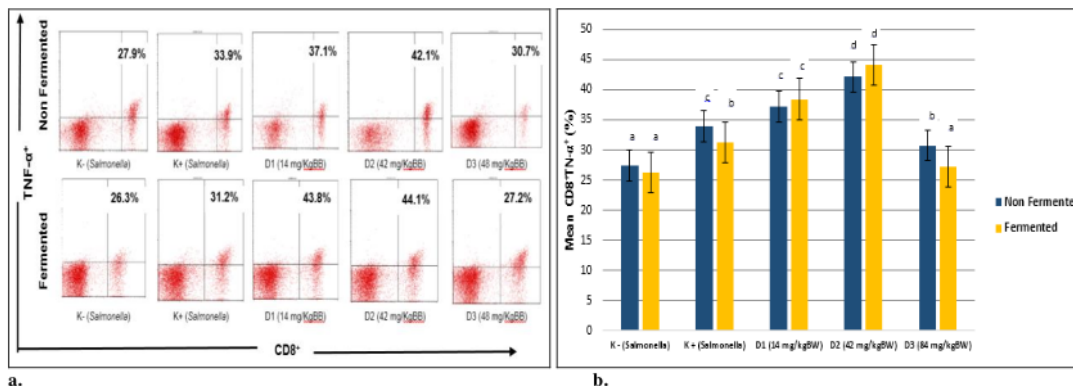 TNF-α⁺
Non Fermented
27.9%
33.9%
37.1%
42.1%
30.7%
K- (Salmonella)
K+ (Salmonella)
D1 (14 mg/KgBB)
D2 (42 mg/KgBB)
D3 (48 mg/KgBB)
Fermented
26.3%
31.2%
43.8%
44.1%
27.2%
K- (Salmonella)
K+ (Salmonella)
D1 (14 mg/KgBB)
D2 (42 mg/KgBB)
D3 (48 mg/KgBB)
CD8⁺
a.
Mean CD8⁺TN-α⁺ (%)
50
45
40
35
30
25
20
15
10
5
0
a a
c b
c c
d d
b a
K- (Salmonella)
K+ (Salmonella)
D1 (14 mg/kgBW)
D2 (42 mg/kgBW)
D3 (84 mg/kgBW)
Non Fermente
Fermented
b.